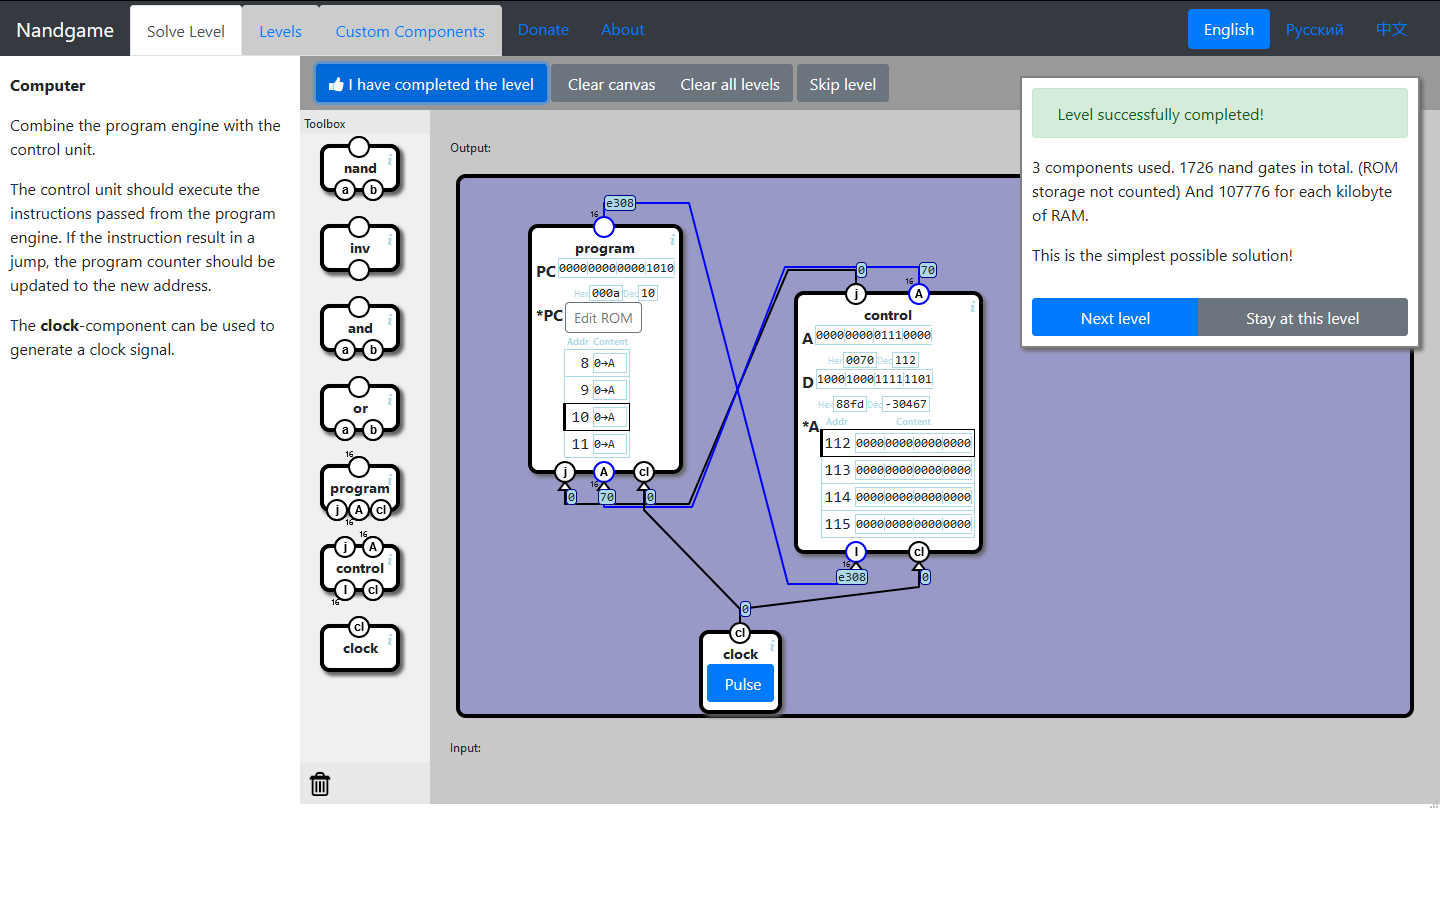 Nandgame
Solve Level
Levels
Custom Components
Donate
About
English
Русский
中文
Computer
Combine the program engine with the
control unit.
The control unit should execute the
instructions passed from the program
engine. If the instruction result in a
jump, the program counter should be
updated to the new address.
The clock-component can be used to
generate a clock signal.
I have completed the level
Clear canvas
Clear all levels
Skip level
Level successfully completed!
3 components used. 1726 nand gates in total. (ROM
storage not counted) And 107776 for each kilobyte
of RAM.
This is the simplest possible solution!
Next level
Stay at this level
Toolbox
nand
i
a b
inv
i
and
i
a b
or
i
a b
16
program
i
j A cl
16
16
j A
control
i
I cl
16
cl
clock
i
Output:
e308
16
program
i
PC 0000000000001010
Hex 000a Dec 10
*PC Edit ROM
Addr Content
8 0→A
9 0→A
10 0→A
11 0→A
j A cl
16
0 70 0
0 70
16
j A
control
i
A 0000000001110000
Hex 0070 Dec 112
D 1000100011111101
Hex 88fd Dec -30467
*A Addr Content
112 0000000000000000
113 0000000000000000
114 0000000000000000
115 0000000000000000
I cl
16
e308 0
0
cl
clock
i
Pulse
Input: